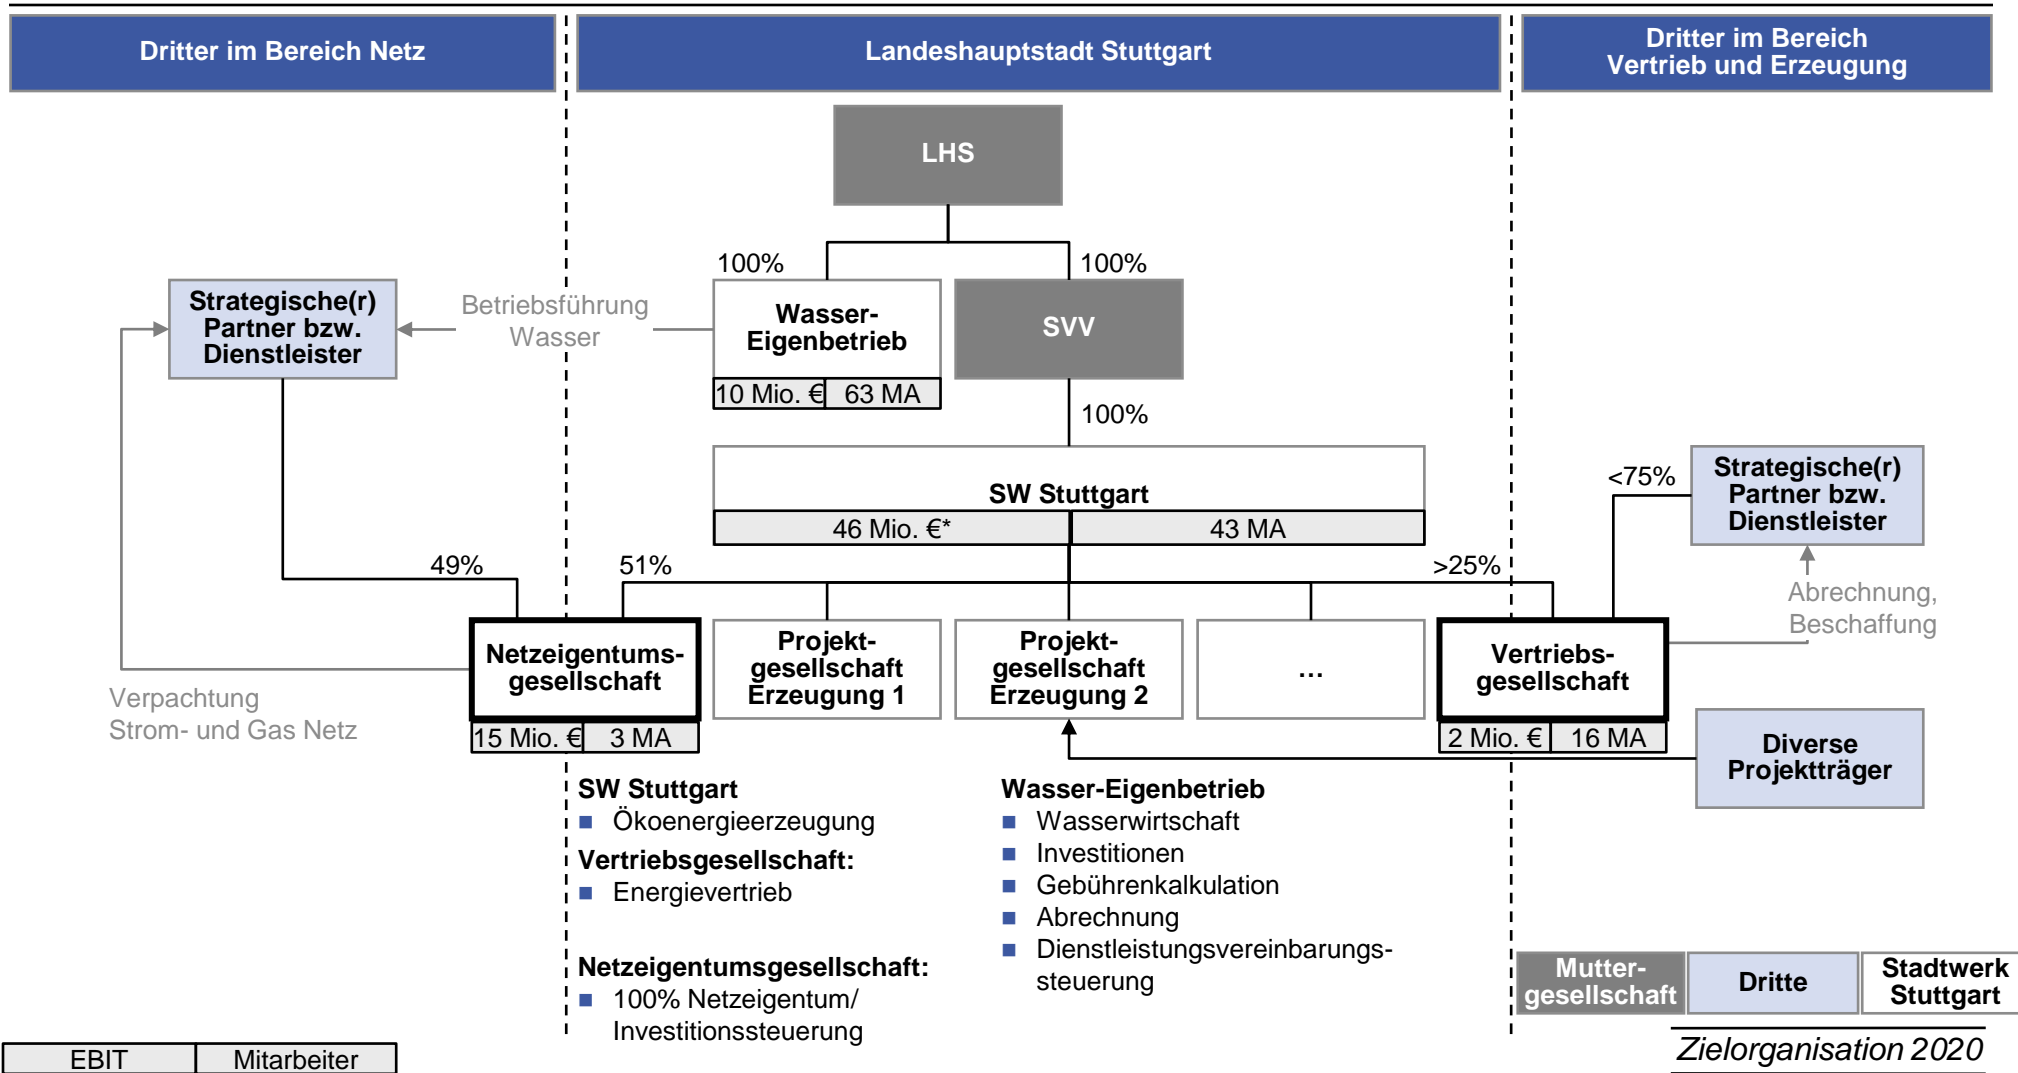 Dritter im Bereich Netz
Landeshauptstadt Stuttgart
Dritter im Bereich
Vertrieb und Erzeugung
LHS
100%
100%
Strategische(r)
Partner bzw.
Dienstleister
Betriebsführung
Wasser
Wasser-
Eigenbetrieb
10 Mio. €
63 MA
SVV
100%
SW Stuttgart
46 Mio. €*
43 MA
<75%
Strategische(r)
Partner bzw.
Dienstleister
49%
51%
>25%
Abrechnung,
Beschaffung
Netzeigentums-
gesellschaft
15 Mio. €
3 MA
Projekt-
gesellschaft
Erzeugung 1
Projekt-
gesellschaft
Erzeugung 2
...
Vertriebs-
gesellschaft
2 Mio. €
16 MA
Verpachtung
Strom- und Gas Netz
Diverse
Projektträger
SW Stuttgart
Ökoenergieerzeugung
Vertriebsgesellschaft:
Energievertrieb
Netzeigentumsgesellschaft:
100% Netzeigentum/
Investitionssteuerung
Wasser-Eigenbetrieb
Wasserwirtschaft
Investitionen
Gebührenkalkulation
Abrechnung
Dienstleistungsvereinbarungs-
steuerung
Mutter-
gesellschaft
Dritte
Stadtwerk
Stuttgart
EBIT
Mitarbeiter
Zielorganisation 2020